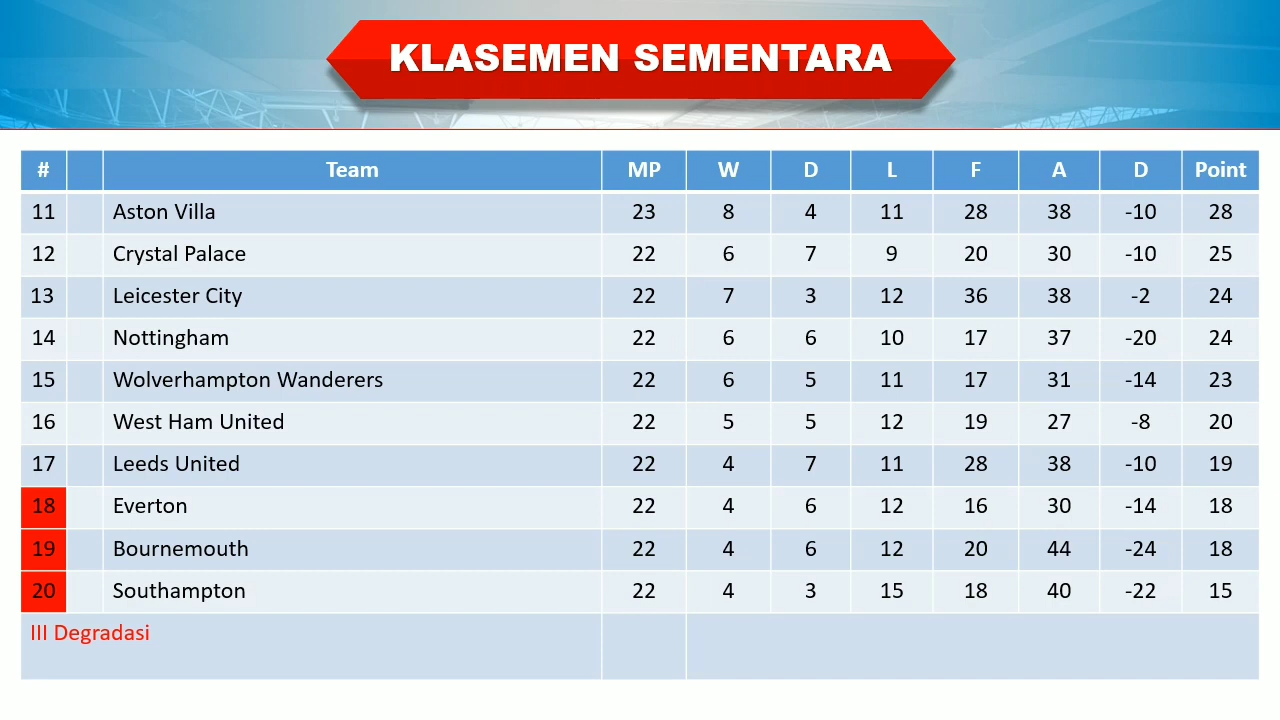 KLASEMEN SEMENTARA
# Team MP W D L F A D Point
11 Aston Villa 23 8 4 11 28 38 -10 28
12 Crystal Palace 22 6 7 9 20 30 -10 25
13 Leicester City 22 7 3 12 36 38 -2 24
14 Nottingham 22 6 6 10 17 37 -20 24
15 Wolverhampton Wanderers 22 6 5 11 17 31 -14 23
16 West Ham United 22 5 5 12 19 27 -8 20
17 Leeds United 22 4 7 11 28 38 -10 19
18 Everton 22 4 6 12 16 30 -14 18
19 Bournemouth 22 4 6 12 20 44 -24 18
20 Southampton 22 4 3 15 18 40 -22 15
III Degradasi